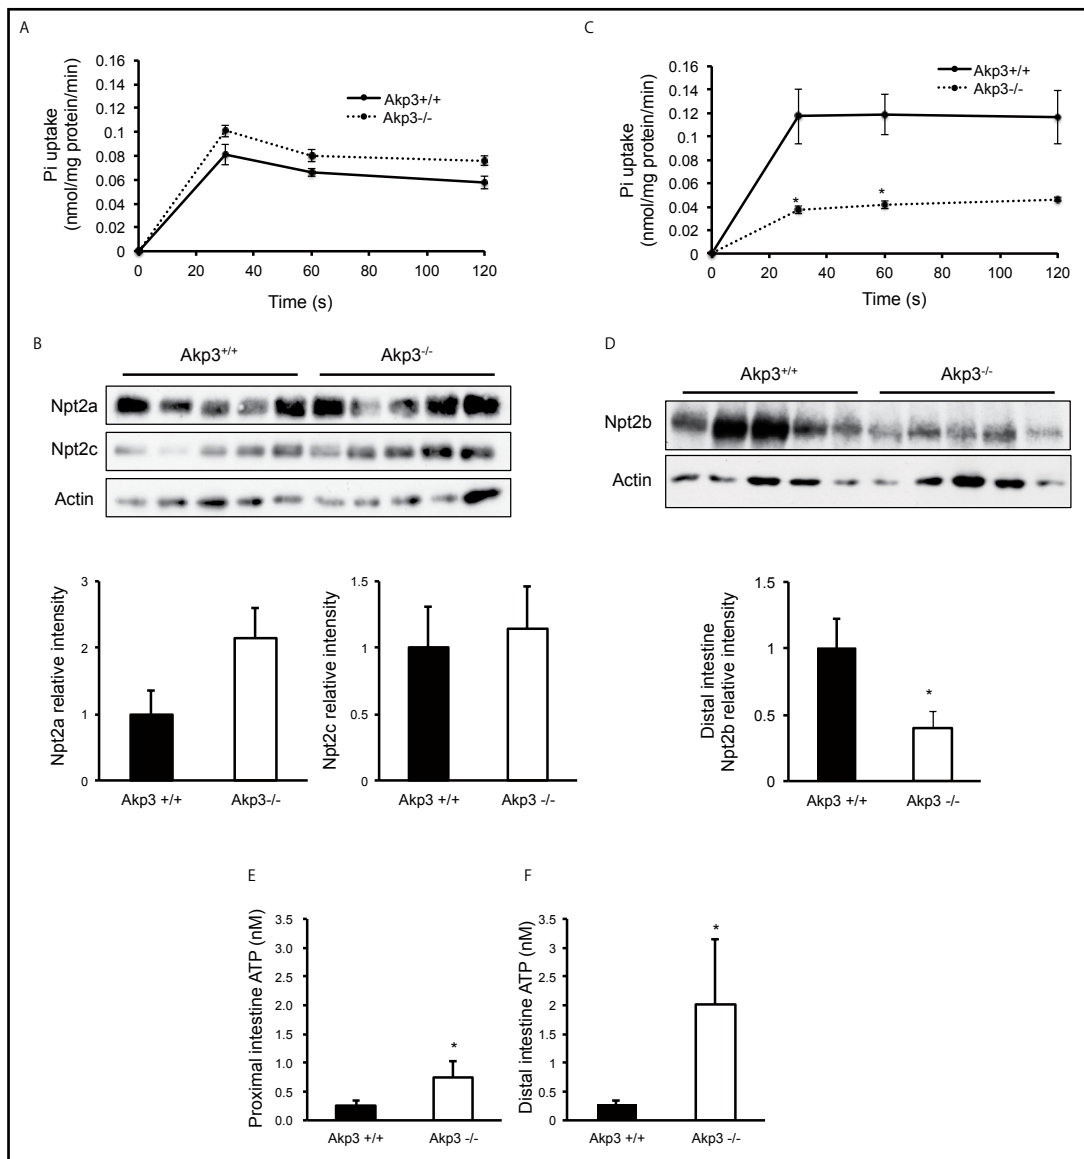 A
Pi uptake
(nmol/mg protein/min)
0.16
0.14
0.12
0.1
0.08
0.06
0.04
0.02
0
Akp3+/+
Akp3-/-
0 20 40 60 80 100 120
Time (s)
C
Pi uptake
(nmol/mg protein/min)
0.16
0.14
0.12
0.10
0.08
0.06
0.04
0.02
0
Akp3+/+
Akp3-/-
* *
0 20 40 60 80 100 120
Time (s)
B
Akp3+/+ Akp3-/-
Npt2a
Npt2c
Actin
D
Akp3+/+ Akp3-/-
Npt2b
Actin
Npt2a relative intensity
3
2
1
0
Akp3 +/+ Akp3-/-
Npt2c relative intensity
1.5
1
0.5
0
Akp3 +/+ Akp3 -/-
Distal intestine
Npt2b relative intensity
1.5
1
0.5
0
*
Akp3 +/+ Akp3 -/-
E
Proximal intestine ATP (nM)
3.5
3.0
2.5
2.0
1.5
1.0
0.5
0.0
*
Akp3 +/+ Akp3 -/-
F
Distal intestine ATP (nM)
3.5
3
2.5
2
1.5
1
0.5
0
*
Akp3 +/+ Akp3 -/-